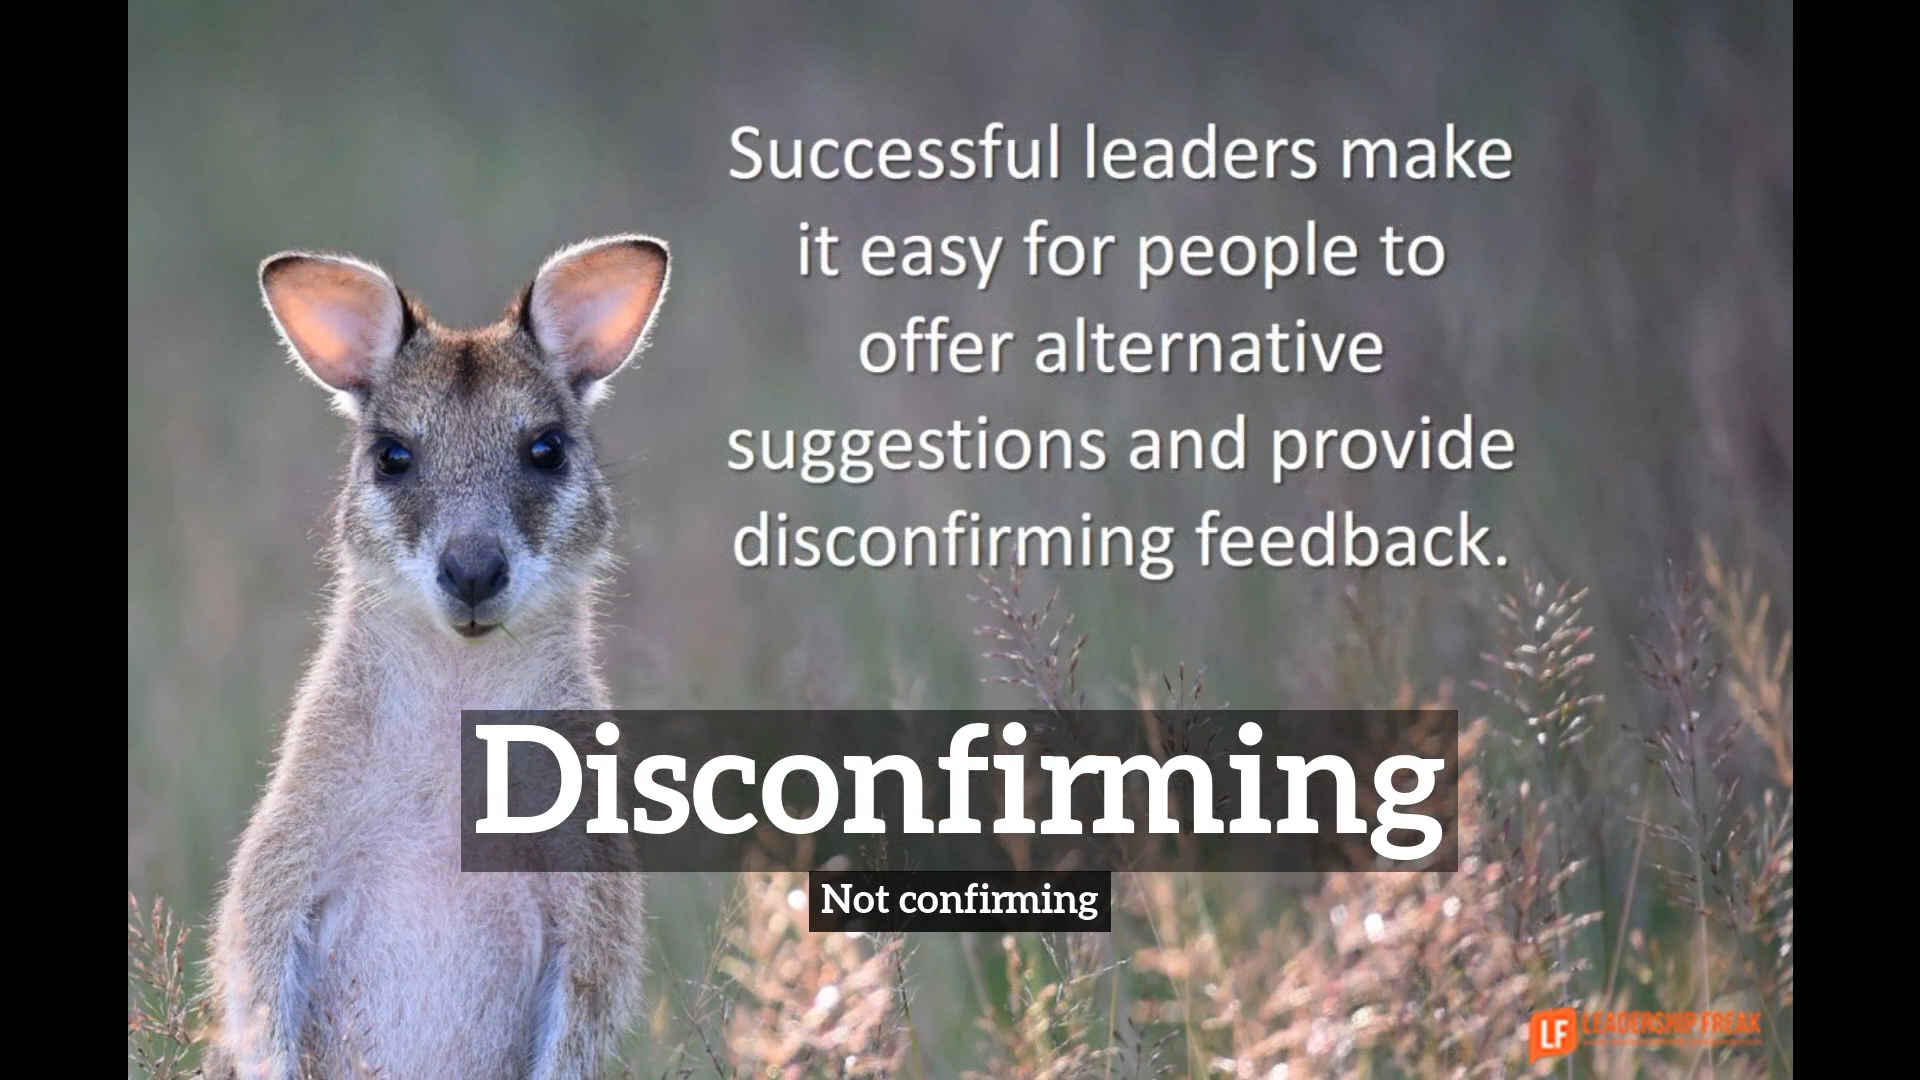 Successful leaders make
it easy for people to
offer alternative
suggestions and provide
disconfirming feedback.
Disconfirming
Not confirming
LF LEADERSHIP FREAK